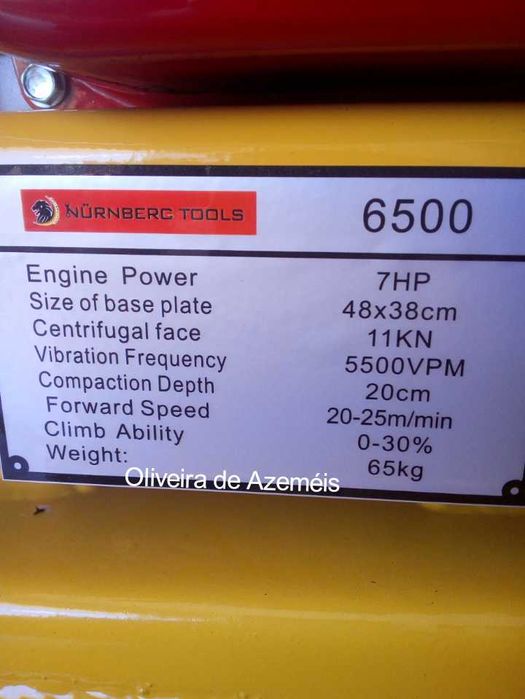 NÜRNBERG TOOLS 6500
Engine Power 7HP
Size of base plate 48x38cm
Centrifugal face 11KN
Vibration Frequency 5500VPM
Compaction Depth 20cm
Forward Speed 20-25m/min
Climb Ability 0-30%
Weight: 65kg
Oliveira de Azeméis